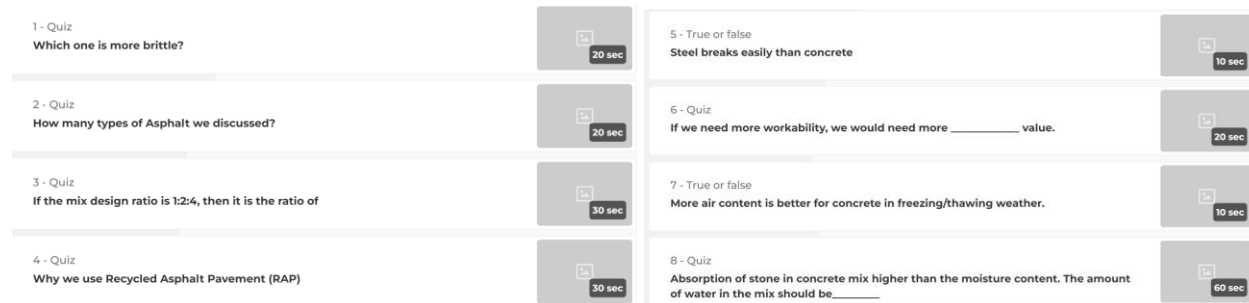 1 - Quiz
Which one is more brittle?
20 sec
2 - Quiz
How many types of Asphalt we discussed?
20 sec
3 - Quiz
If the mix design ratio is 1:2:4, then it is the ratio of
30 sec
4 - Quiz
Why we use Recycled Asphalt Pavement (RAP)
30 sec
5 - True or false
Steel breaks easily than concrete
10 sec
6 - Quiz
If we need more workability, we would need more ____________ value.
20 sec
7 - True or false
More air content is better for concrete in freezing/thawing weather.
10 sec
8 - Quiz
Absorption of stone in concrete mix higher than the moisture content. The amount
of water in the mix should be________
60 sec